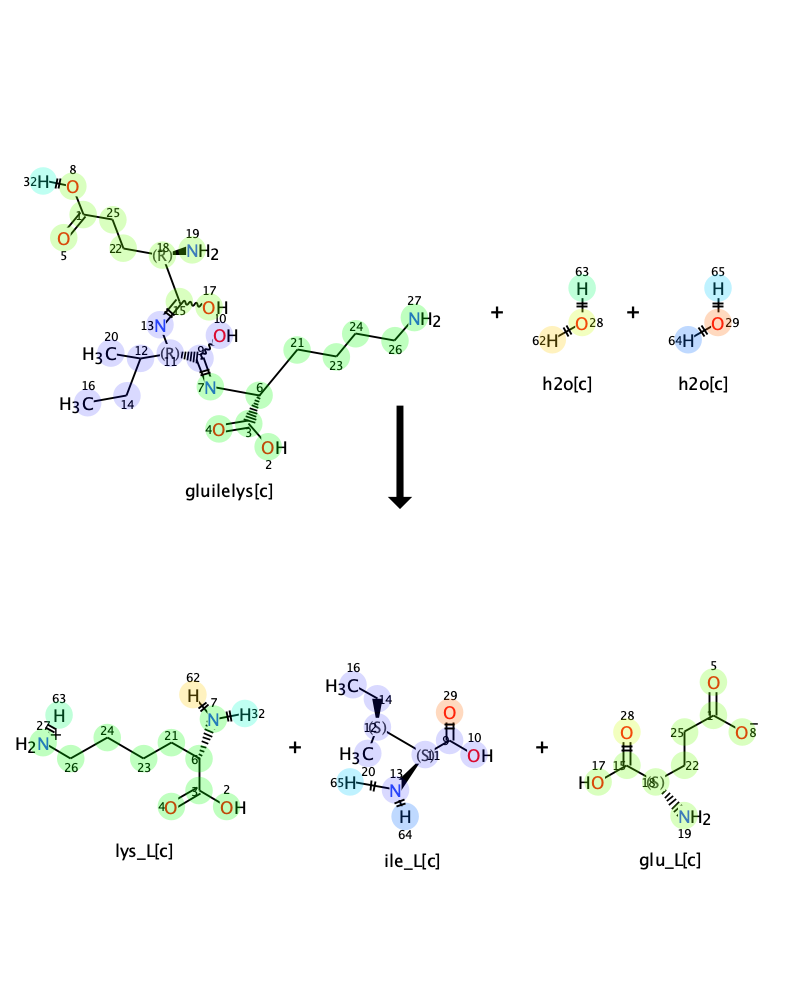 8
32 H O
25
1
O
5
22
18
(R)
19
NH2
17
15
OH
10
OH
13 N
20
H3C
12
(R)
11
9
16
H3C
14
7 N
6
4 O
3
OH
2
21
23
24
26
27
NH2
gluilelys[c]
+
63
H
O 28
62 H
h2o[c]
+
65
H
O 29
64 H
h2o[c]
63
H
27
+
H2N
26
24
23
21
6
62
H
7
N
H 32
3
4 O
2
OH
lys_L[c]
+
16
H3C
14
12 (S)
H3C
20
(S) 11
9
29
O
10
OH
13
N
65 H
H
64
ile_L[c]
+
5
O
1
O−
8
25
22
28
O
17
HO
15
18 (S)
NH2
19
glu_L[c]